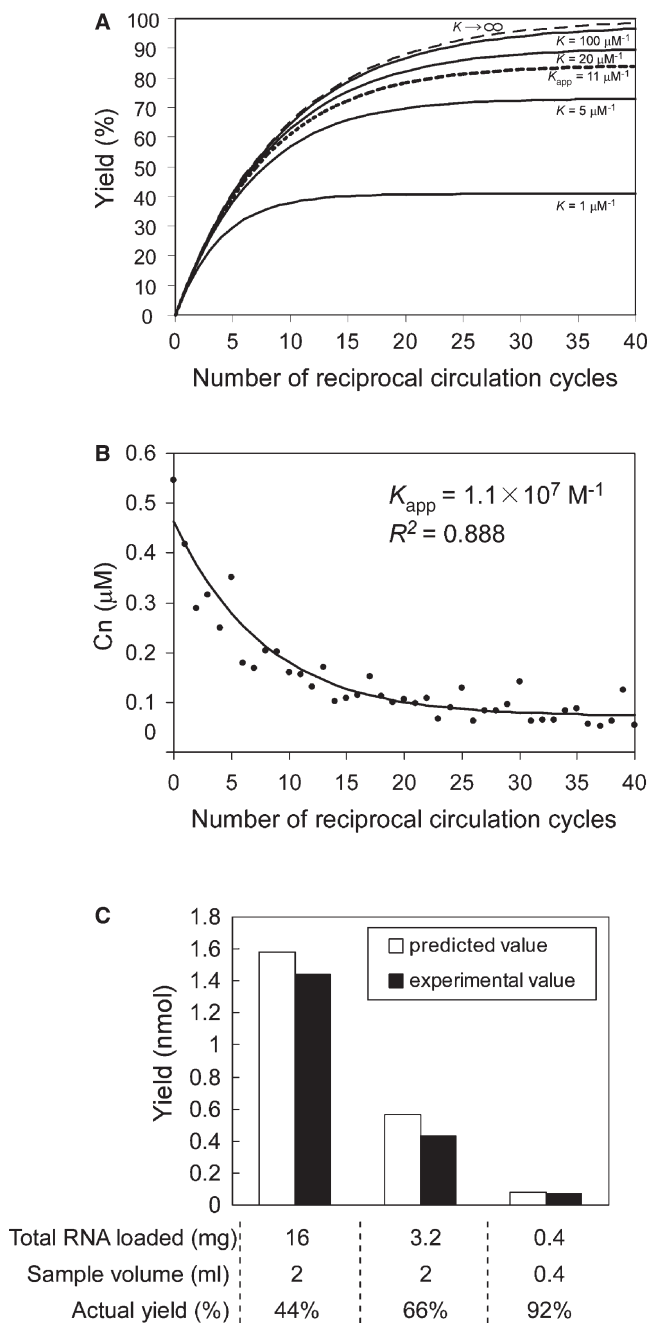 A
Yield (%)
100
90
80
70
60
50
40
30
20
10
0
K→∞
K = 100 μM-1
K = 20 μM-1
Kapp = 11 μM-1
K = 5 μM-1
K = 1 μM-1
0 5 10 15 20 25 30 35 40
Number of reciprocal circulation cycles
B
Cn (μM)
0.6
0.5
0.4
0.3
0.2
0.1
0
Kapp = 1.1×10⁷ M-1
R² = 0.888
0 5 10 15 20 25 30 35 40
Number of reciprocal circulation cycles
C
Yield (nmol)
1.8
1.6
1.4
1.2
1
0.8
0.6
0.4
0.2
0
predicted value
experimental value
Total RNA loaded (mg) 16 3.2 0.4
Sample volume (ml) 2 2 0.4
Actual yield (%) 44% 66% 92%